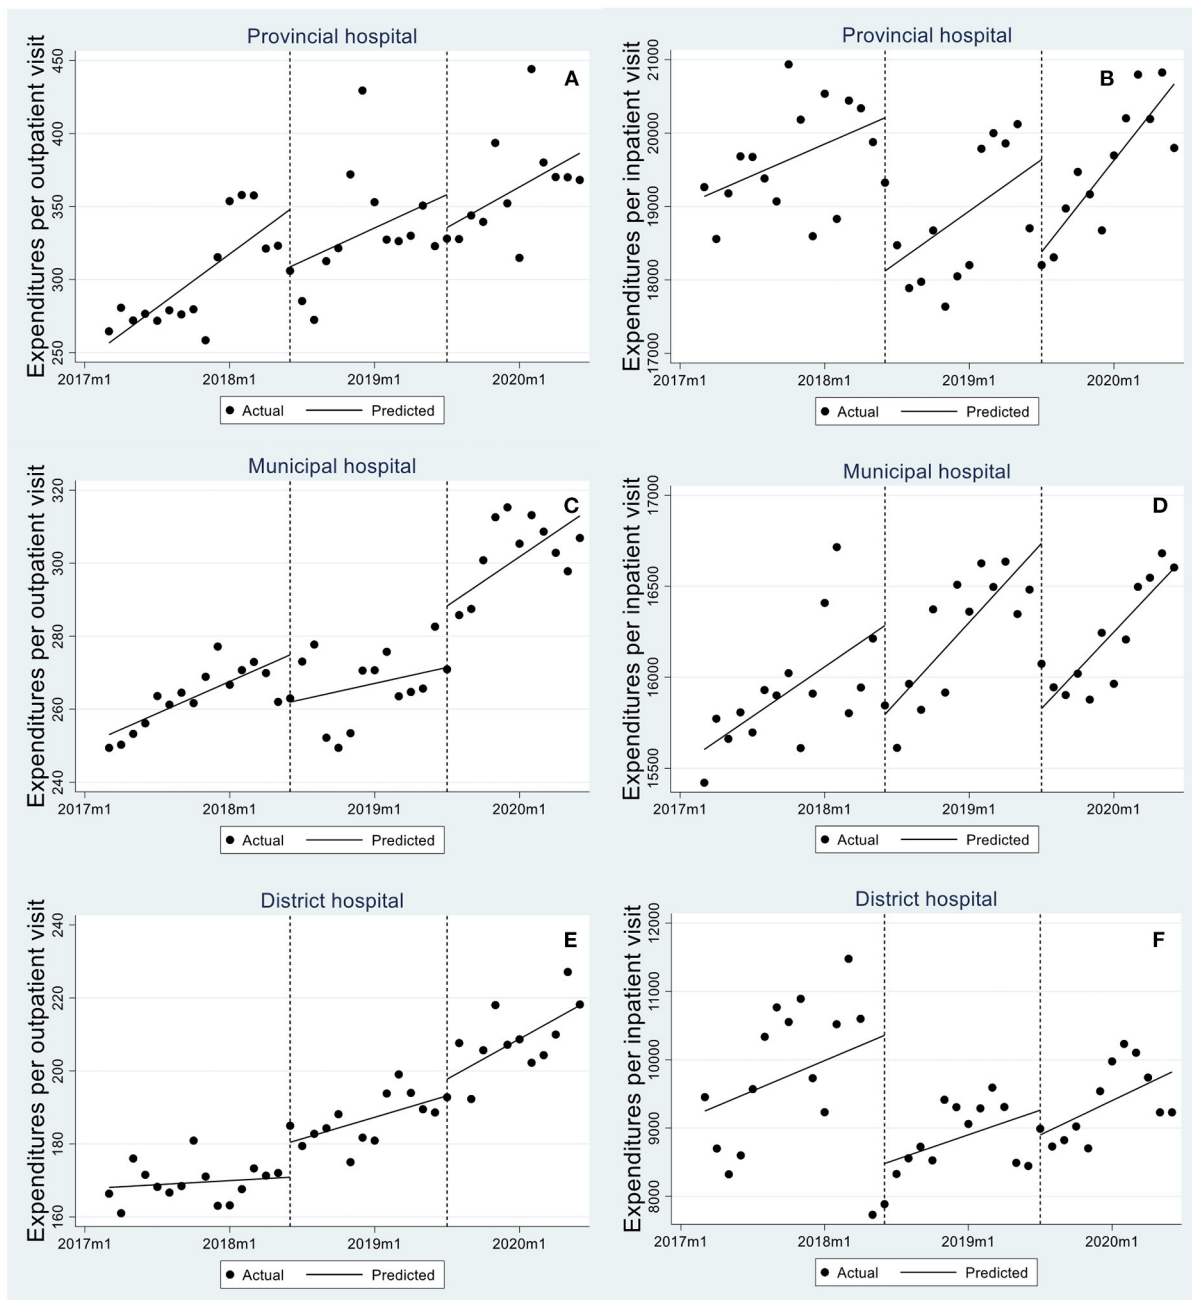 Provincial hospital
A
Expenditures per outpatient visit
450
400
350
300
250
2017m1 2018m1 2019m1 2020m1
Actual Predicted
Provincial hospital
B
Expenditures per inpatient visit
21000
20000
19000
18000
17000
2017m1 2018m1 2019m1 2020m1
Actual Predicted
Municipal hospital
C
Expenditures per outpatient visit
320
300
280
260
240
2017m1 2018m1 2019m1 2020m1
Actual Predicted
Municipal hospital
D
Expenditures per inpatient visit
17000
16500
16000
15500
2017m1 2018m1 2019m1 2020m1
Actual Predicted
District hospital
E
Expenditures per outpatient visit
240
220
200
180
160
2017m1 2018m1 2019m1 2020m1
Actual Predicted
District hospital
F
Expenditures per inpatient visit
12000
11000
10000
9000
8000
2017m1 2018m1 2019m1 2020m1
Actual Predicted